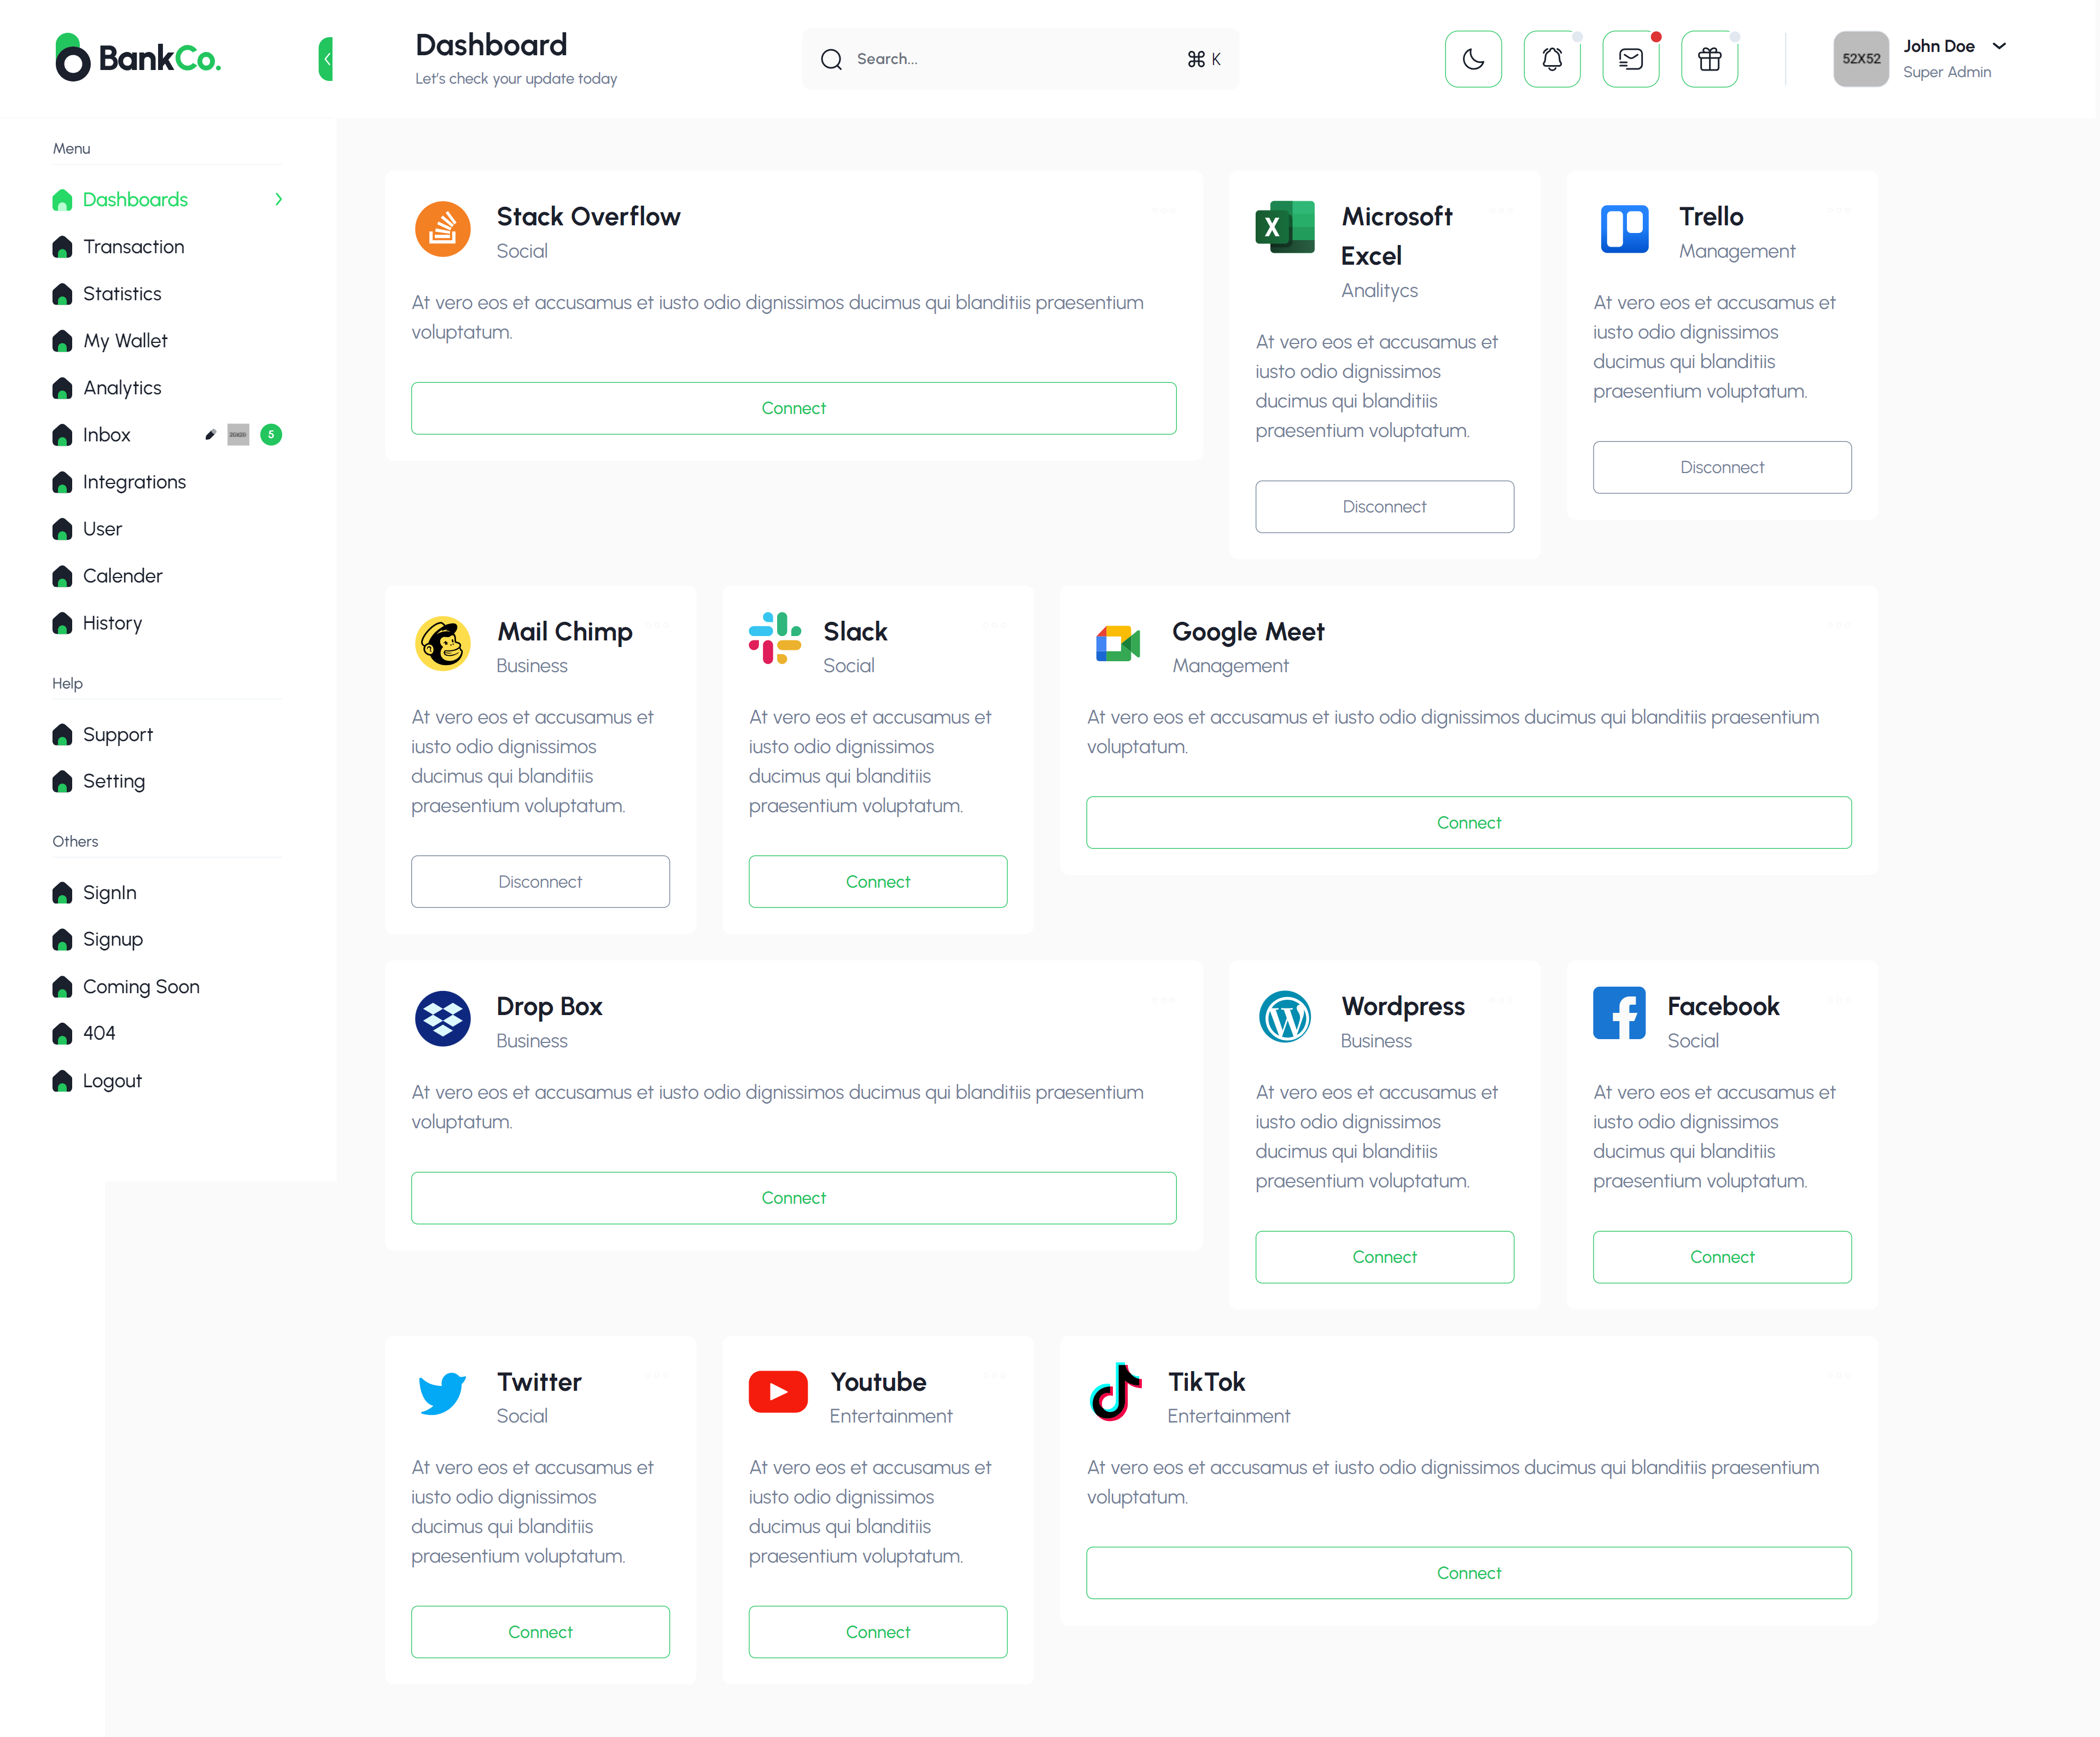 BankCo.
Dashboard
Let's check your update today
Search...
⌘ K
52X52
John Doe
Super Admin
Menu
Dashboards
Transaction
Statistics
My Wallet
Analytics
Inbox
20X20
5
Integrations
User
Calender
History
Help
Support
Setting
Others
SignIn
Signup
Coming Soon
404
Logout
Stack Overflow
Social
At vero eos et accusamus et iusto odio dignissimos ducimus qui blanditiis praesentium
voluptatum.
Connect
X
Microsoft
Excel
Analitycs
At vero eos et accusamus et
iusto odio dignissimos
ducimus qui blanditiis
praesentium voluptatum.
Disconnect
Trello
Management
At vero eos et accusamus et
iusto odio dignissimos
ducimus qui blanditiis
praesentium voluptatum.
Disconnect
Mail Chimp
Business
At vero eos et accusamus et
iusto odio dignissimos
ducimus qui blanditiis
praesentium voluptatum.
Disconnect
Slack
Social
At vero eos et accusamus et
iusto odio dignissimos
ducimus qui blanditiis
praesentium voluptatum.
Connect
Google Meet
Management
At vero eos et accusamus et iusto odio dignissimos ducimus qui blanditiis praesentium
voluptatum.
Connect
Drop Box
Business
At vero eos et accusamus et iusto odio dignissimos ducimus qui blanditiis praesentium
voluptatum.
Connect
Wordpress
Business
At vero eos et accusamus et
iusto odio dignissimos
ducimus qui blanditiis
praesentium voluptatum.
Connect
Facebook
Social
At vero eos et accusamus et
iusto odio dignissimos
ducimus qui blanditiis
praesentium voluptatum.
Connect
Twitter
Social
At vero eos et accusamus et
iusto odio dignissimos
ducimus qui blanditiis
praesentium voluptatum.
Connect
Youtube
Entertainment
At vero eos et accusamus et
iusto odio dignissimos
ducimus qui blanditiis
praesentium voluptatum.
Connect
TikTok
Entertainment
At vero eos et accusamus et iusto odio dignissimos ducimus qui blanditiis praesentium
voluptatum.
Connect